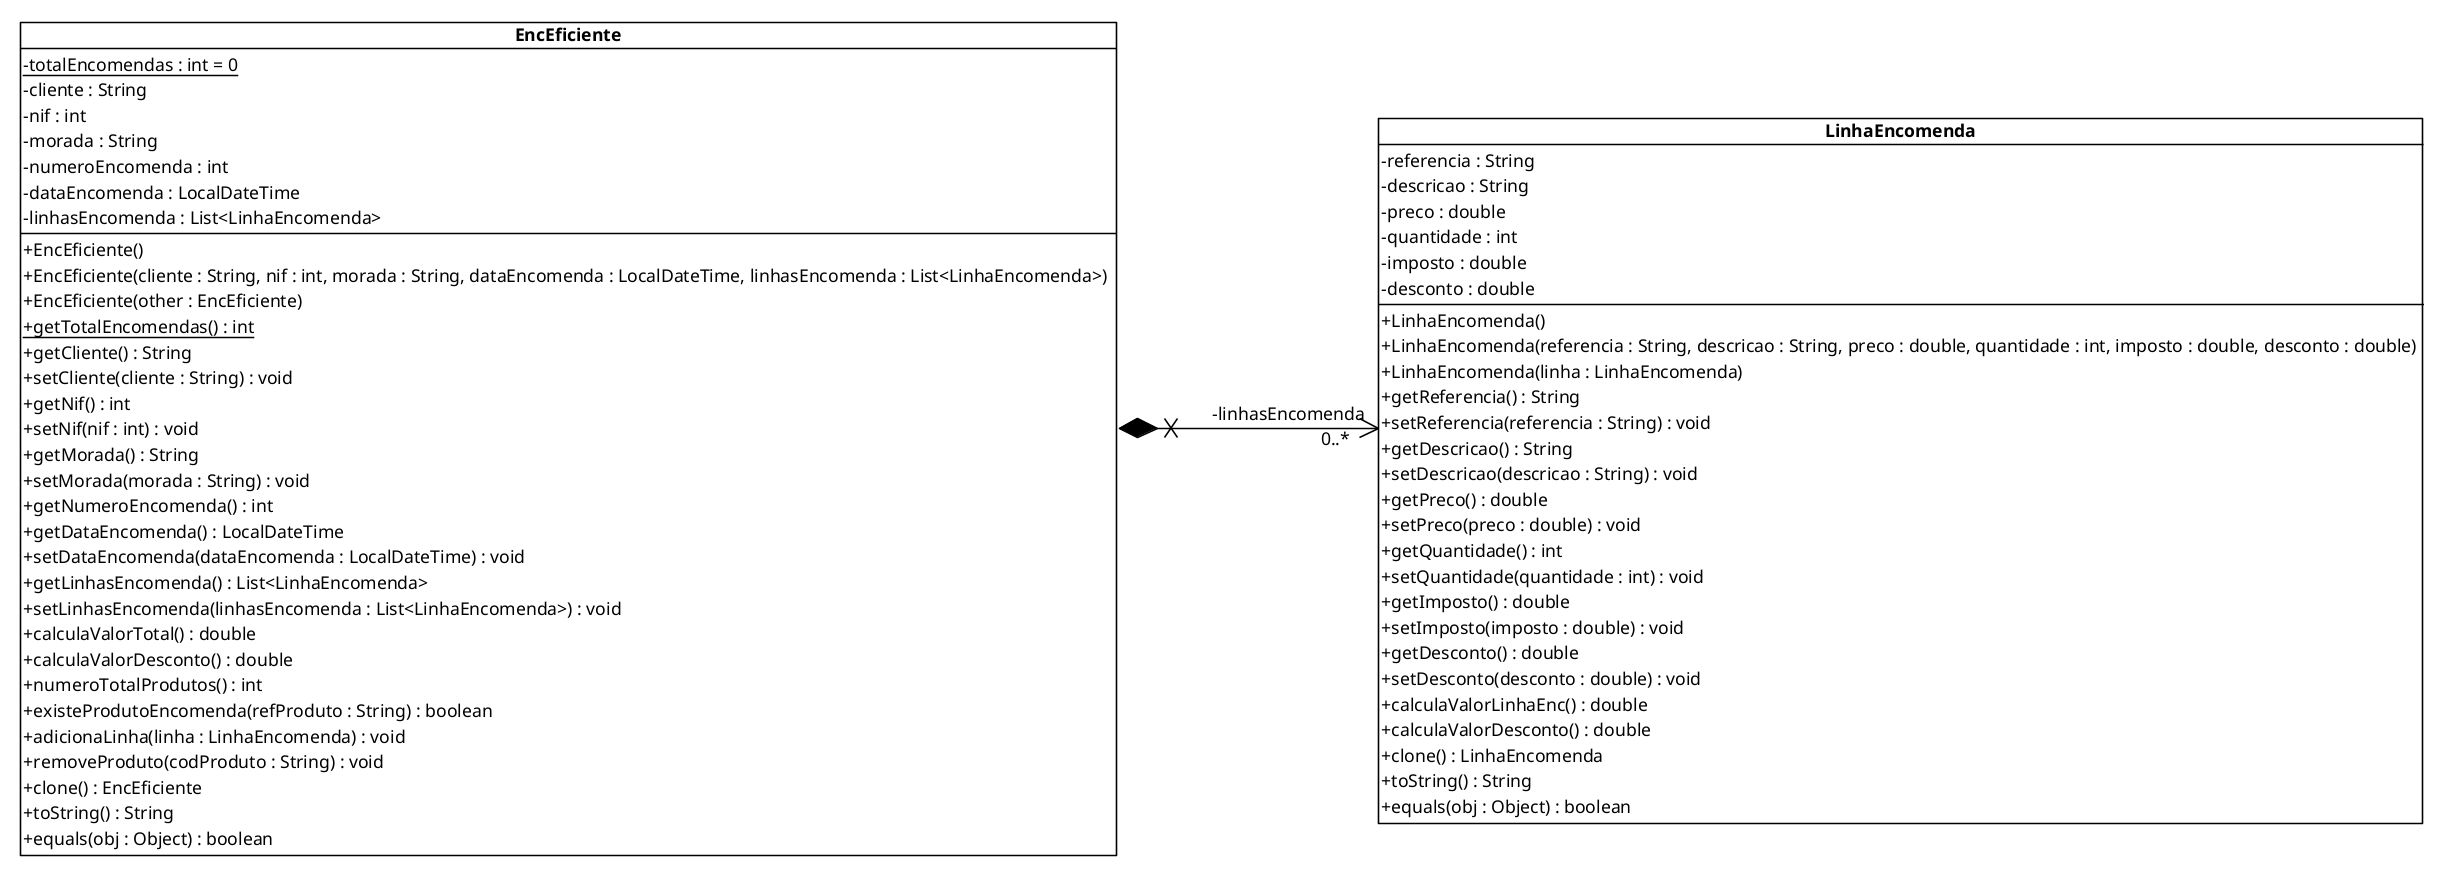 EncEficiente
-totalEncomendas : int = 0
-cliente : String
-nif : int
-morada : String
-numeroEncomenda : int
-dataEncomenda : LocalDateTime
-linhasEncomenda : List<LinhaEncomenda>
+EncEficiente()
+EncEficiente(cliente : String, nif : int, morada : String, dataEncomenda : LocalDateTime, linhasEncomenda : List<LinhaEncomenda>)
+EncEficiente(other : EncEficiente)
+getTotalEncomendas() : int
+getCliente() : String
+setCliente(cliente : String) : void
+getNif() : int
+setNif(nif : int) : void
+getMorada() : String
+setMorada(morada : String) : void
+getNumeroEncomenda() : int
+getDataEncomenda() : LocalDateTime
+setDataEncomenda(dataEncomenda : LocalDateTime) : void
+getLinhasEncomenda() : List<LinhaEncomenda>
+setLinhasEncomenda(linhasEncomenda : List<LinhaEncomenda>) : void
+calculaValorTotal() : double
+calculaValorDesconto() : double
+numeroTotalProdutos() : int
+existeProdutoEncomenda(refProduto : String) : boolean
+adicionaLinha(linha : LinhaEncomenda) : void
+removeProduto(codProduto : String) : void
+clone() : EncEficiente
+toString() : String
+equals(obj : Object) : boolean
-linhasEncomenda
0..*
LinhaEncomenda
-referencia : String
-descricao : String
-preco : double
-quantidade : int
-imposto : double
-desconto : double
+LinhaEncomenda()
+LinhaEncomenda(referencia : String, descricao : String, preco : double, quantidade : int, imposto : double, desconto : double)
+LinhaEncomenda(linha : LinhaEncomenda)
+getReferencia() : String
+setReferencia(referencia : String) : void
+getDescricao() : String
+setDescricao(descricao : String) : void
+getPreco() : double
+setPreco(preco : double) : void
+getQuantidade() : int
+setQuantidade(quantidade : int) : void
+getImposto() : double
+setImposto(imposto : double) : void
+getDesconto() : double
+setDesconto(desconto : double) : void
+calculaValorLinhaEnc() : double
+calculaValorDesconto() : double
+clone() : LinhaEncomenda
+toString() : String
+equals(obj : Object) : boolean